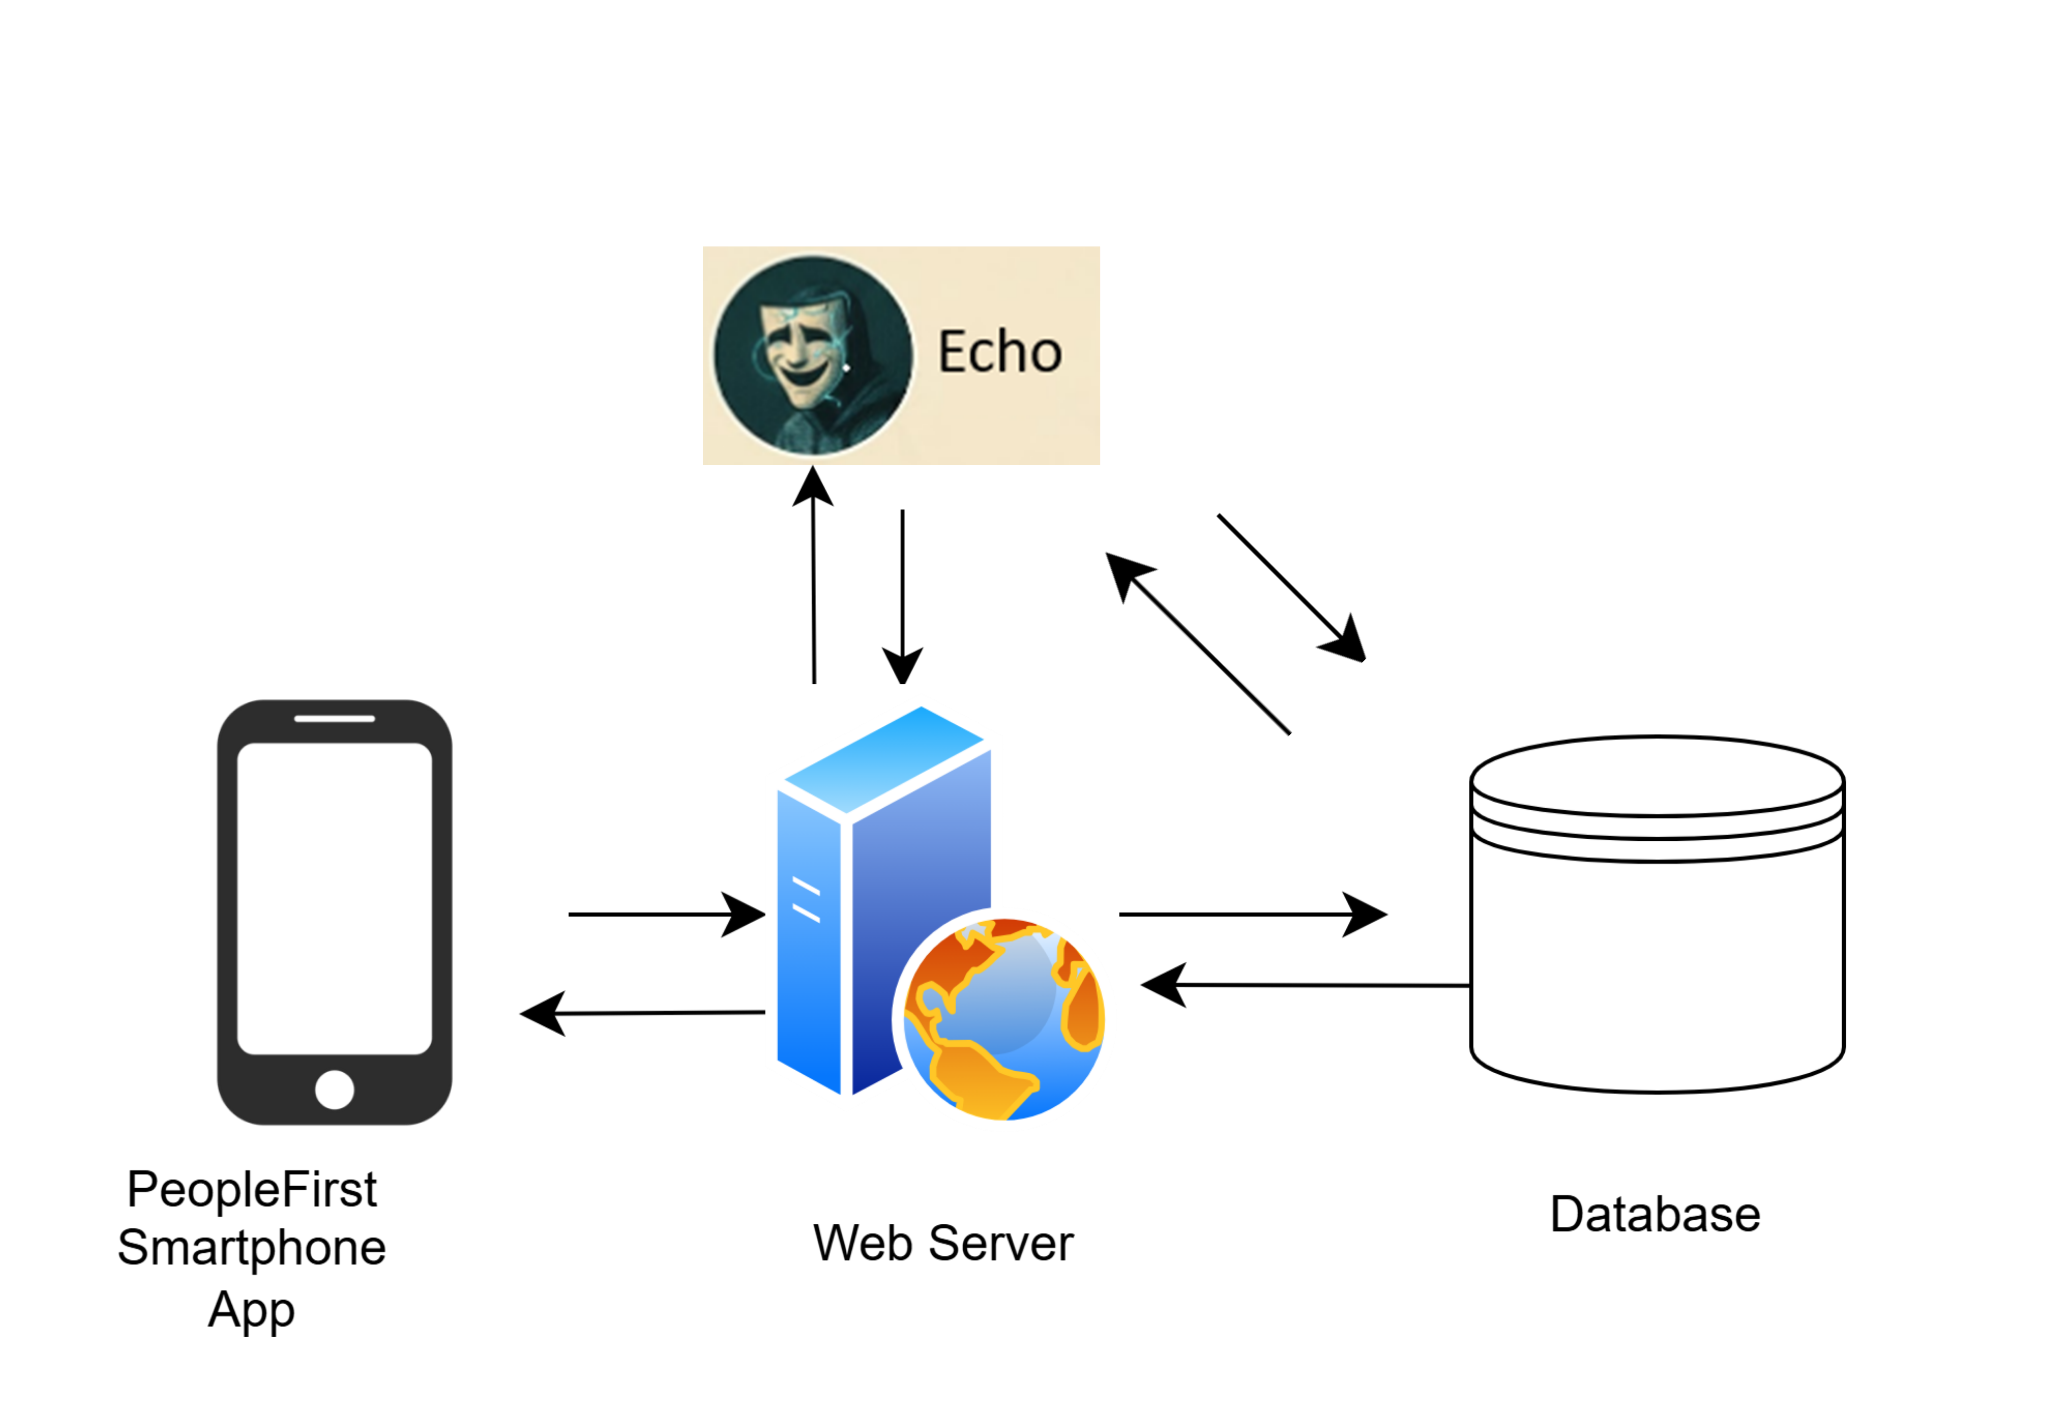 Echo
PeopleFirst
Smartphone
App
Web Server
Database